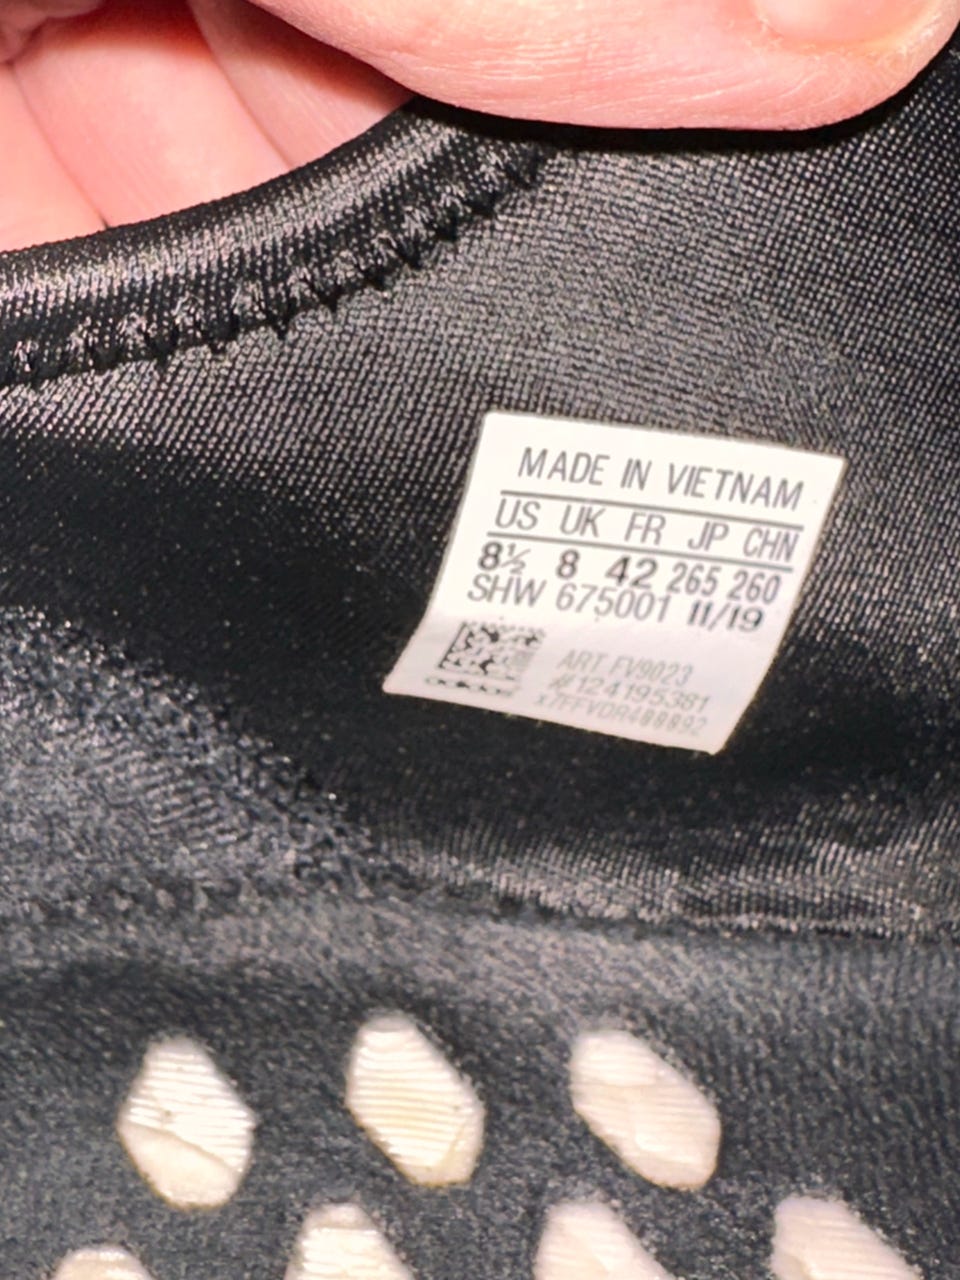 MADE IN VIETNAM
US UK FR JP CHN
8½ 8 42 265 260
SHW 675001 11/19
ART FV9023
#124195381